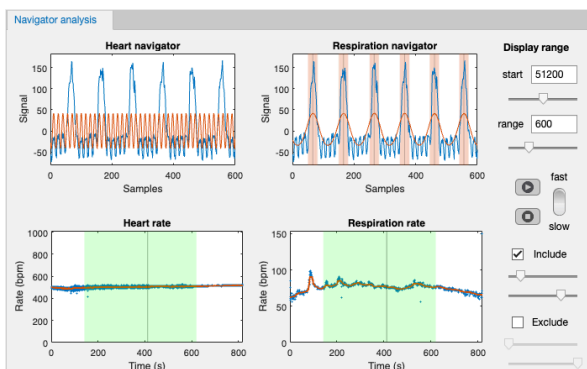 Navigator analysis
Heart navigator
Signal
150
100
50
0
-50
0 200 400 600
Samples
Respiration navigator
Signal
150
100
50
0
-50
0 200 400 600
Samples
Display range
start 51200
range 600
fast
slow
Include
Exclude
Heart rate
Rate (bpm)
1000
800
600
400
200
0
0 200 400 600 800
Time (s)
Respiration rate
Rate (bpm)
150
100
50
0
0 200 400 600 800
Time (s)